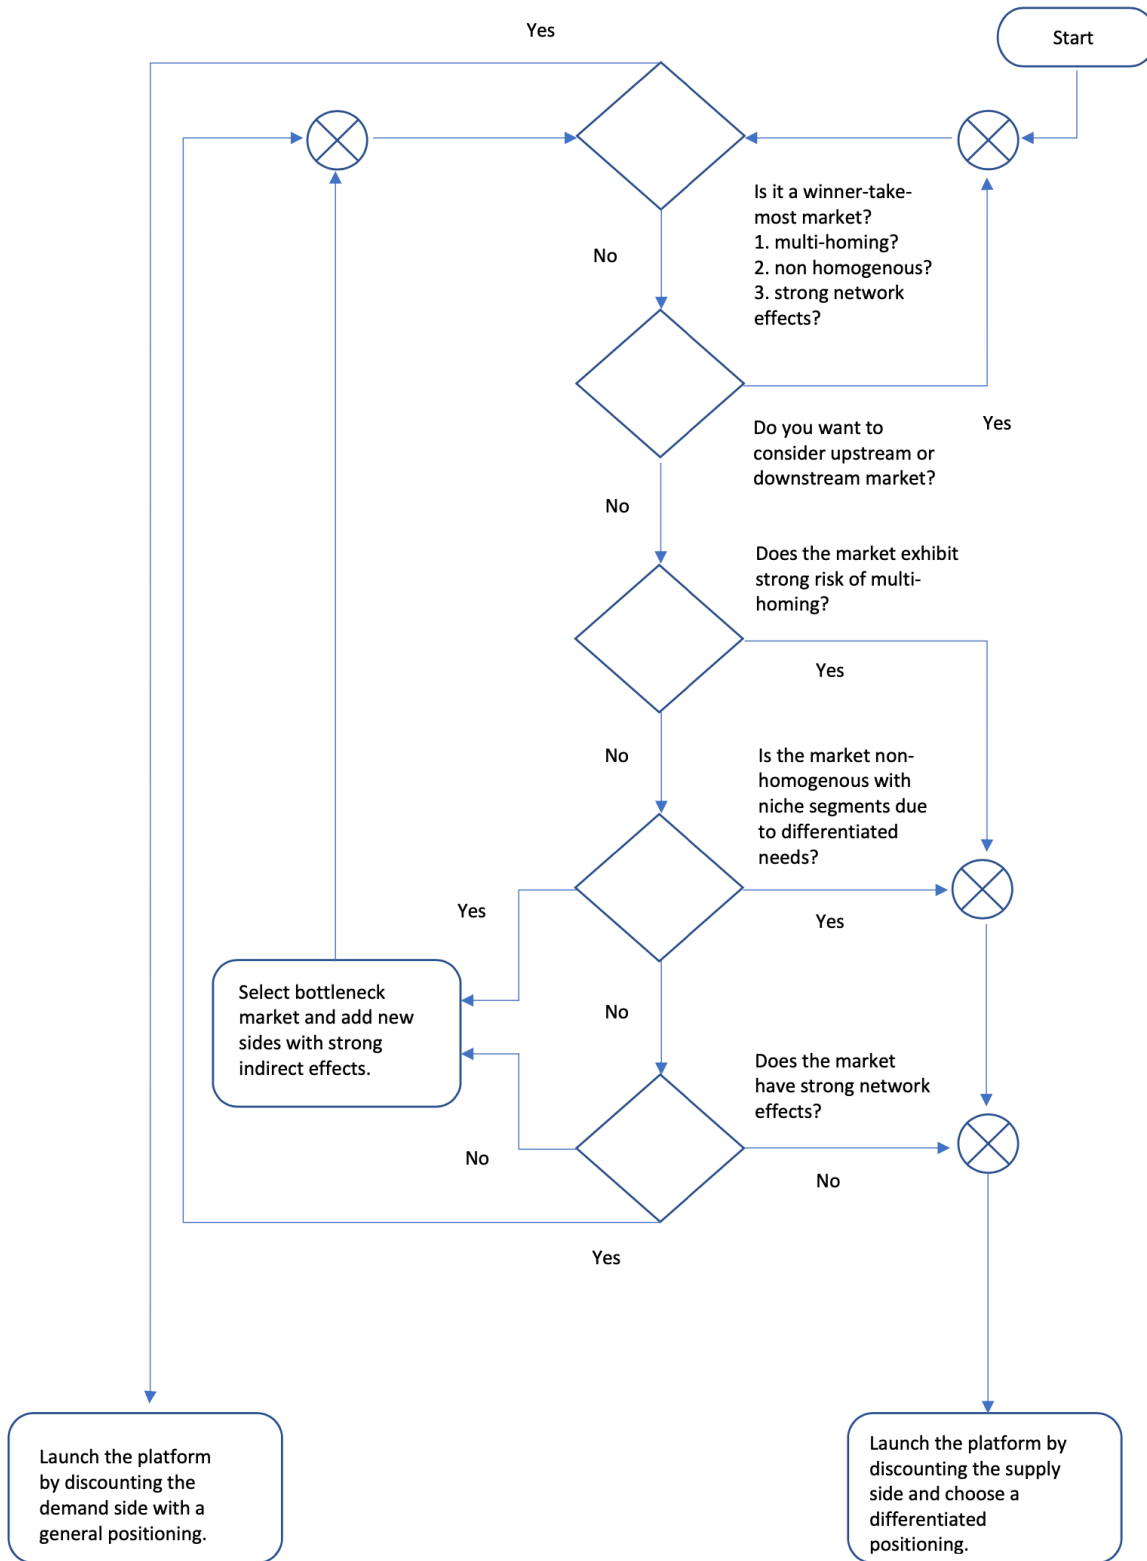 Yes
Start
Is it a winner-take-
most market?
1. multi-homing?
2. non homogenous?
3. strong network
effects?
No
Do you want to
consider upstream or
downstream market?
Yes
No
Does the market exhibit
strong risk of multi-
homing?
Yes
No
Is the market non-
homogenous with
niche segments due
to differentiated
needs?
Yes
Yes
Select bottleneck
market and add new
sides with strong
indirect effects.
No
Does the market
have strong network
effects?
No
No
Yes
Launch the platform
by discounting the
demand side with a
general positioning.
Launch the platform by
discounting the supply
side and choose a
differentiated
positioning.